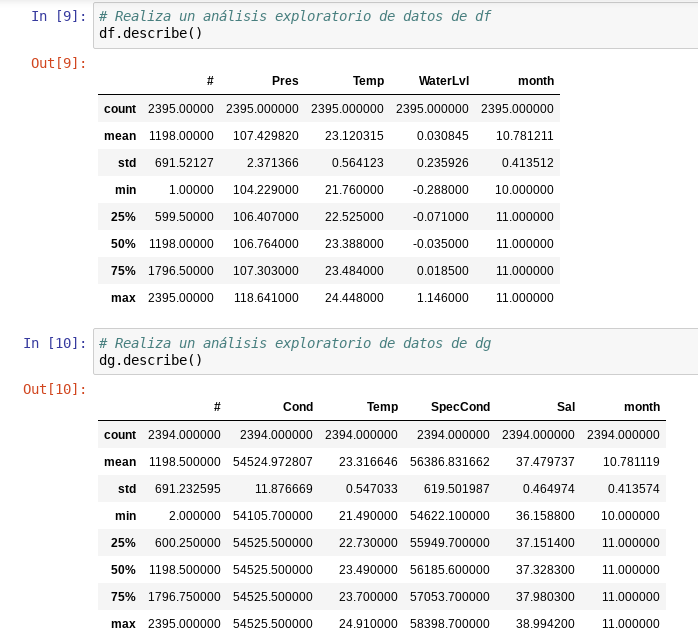 In [9]: # Realiza un análisis exploratorio de datos de df
df.describe()
Out[9]:
# Pres Temp WaterLvl month
count 2395.00000 2395.000000 2395.000000 2395.000000 2395.000000
mean 1198.00000 107.429820 23.120315 0.030845 10.781211
std 691.52127 2.371366 0.564123 0.235926 0.413512
min 1.00000 104.229000 21.760000 -0.288000 10.000000
25% 599.50000 106.407000 22.525000 -0.071000 11.000000
50% 1198.00000 106.764000 23.388000 -0.035000 11.000000
75% 1796.50000 107.303000 23.484000 0.018500 11.000000
max 2395.00000 118.641000 24.448000 1.146000 11.000000
In [10]: # Realiza un análisis exploratorio de datos de dg
dg.describe()
Out[10]:
# Cond Temp SpecCond Sal month
count 2394.000000 2394.000000 2394.000000 2394.000000 2394.000000 2394.000000
mean 1198.500000 54524.972807 23.316646 56386.831662 37.479737 10.781119
std 691.232595 11.876669 0.547033 619.501987 0.464974 0.413574
min 2.000000 54105.700000 21.490000 54622.100000 36.158800 10.000000
25% 600.250000 54525.500000 22.730000 55949.700000 37.151400 11.000000
50% 1198.500000 54525.500000 23.490000 56185.600000 37.328300 11.000000
75% 1796.750000 54525.500000 23.700000 57053.700000 37.980300 11.000000
max 2395.000000 54525.500000 24.910000 58398.700000 38.994200 11.000000